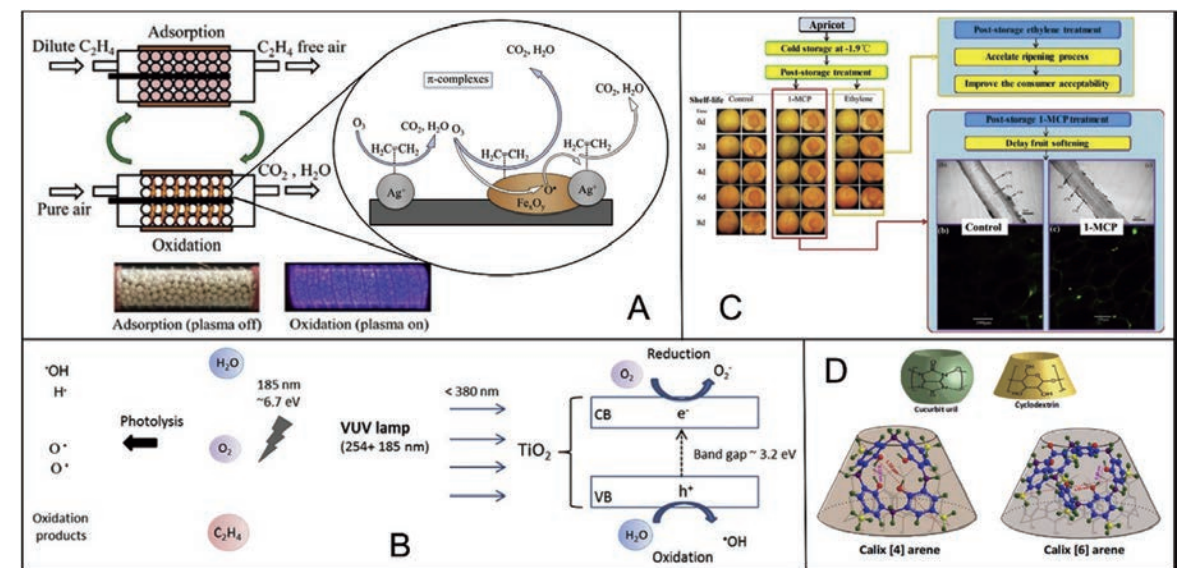 Adsorption
Dilute C₂H₄
C₂H₄ free air
CO₂ , H₂O
Pure air
Oxidation
Adsorption (plasma off)
Oxidation (plasma on)
CO₂, H₂O
π-complexes
CO₂, H₂O
O₃
CO₂, H₂O
O₃
H₂C=CH₂
H₂C=CH₂
H₂C=CH₂
Ag⁺
O•
Ag⁺
FeₓOᵧ
A
Apricot
Cold storage at -1.9℃
Post-storage treatment
Shelf-life
Control
1-MCP
Ethylene
0d
2d
4d
6d
8d
Post-storage ethylene treatment
Accelate ripening process
Improve the consumer acceptability
Post-storage 1-MCP treatment
Delay fruit softening
Control
1-MCP
(b)
(c)
C
•OH
H•
O •
O •
Oxidation
products
Photolysis
H₂O
O₂
C₂H₄
185 nm
~6.7 eV
VUV lamp
(254+ 185 nm)
< 380 nm
TiO₂
Reduction
O₂
O₂⁻
CB
e⁻
Band gap ~ 3.2 eV
VB
h⁺
H₂O
•OH
Oxidation
B
D
Cucurbit uril
Cyclodextrin
Calix [4] arene
Calix [6] arene